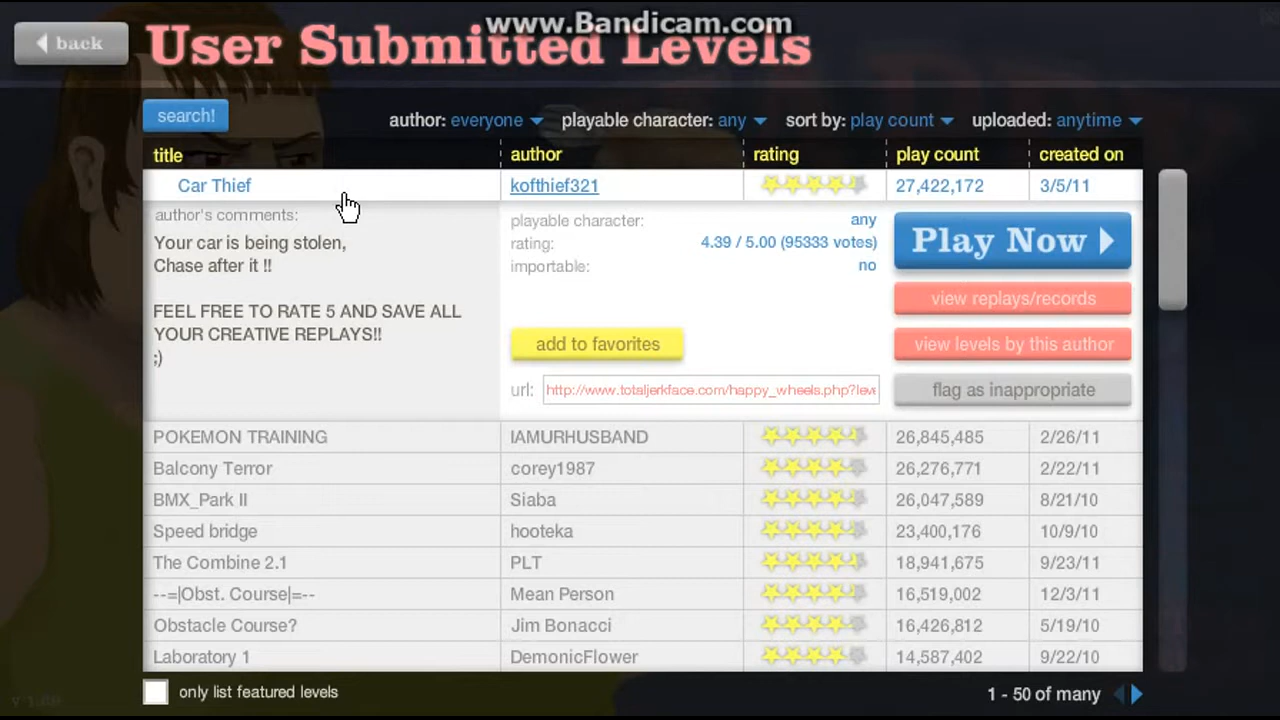 www.Bandicam.com
back
User Submitted Levels
search!
author: everyone playable character: any sort by: play count uploaded: anytime
title author rating play count created on
Car Thief kofthief321 27,422,172 3/5/11
author's comments:
Your car is being stolen,
Chase after it !!
FEEL FREE TO RATE 5 AND SAVE ALL
YOUR CREATIVE REPLAYS!!
;)
playable character: any
rating: 4.39 / 5.00 (95333 votes)
importable: no
add to favorites
url: http://www.totaljerkface.com/happy_wheels.php?leve
Play Now
view replays/records
view levels by this author
flag as inappropriate
POKEMON TRAINING IAMURHUSBAND 26,845,485 2/26/11
Balcony Terror corey1987 26,276,771 2/22/11
BMX_Park II Siaba 26,047,589 8/21/10
Speed bridge hooteka 23,400,176 10/9/10
The Combine 2.1 PLT 18,941,675 9/23/11
--=|Obst. Course|=-- Mean Person 16,519,002 12/3/11
Obstacle Course? Jim Bonacci 16,426,812 5/19/10
Laboratory 1 DemonicFlower 14,587,402 9/22/10
only list featured levels
1 - 50 of many